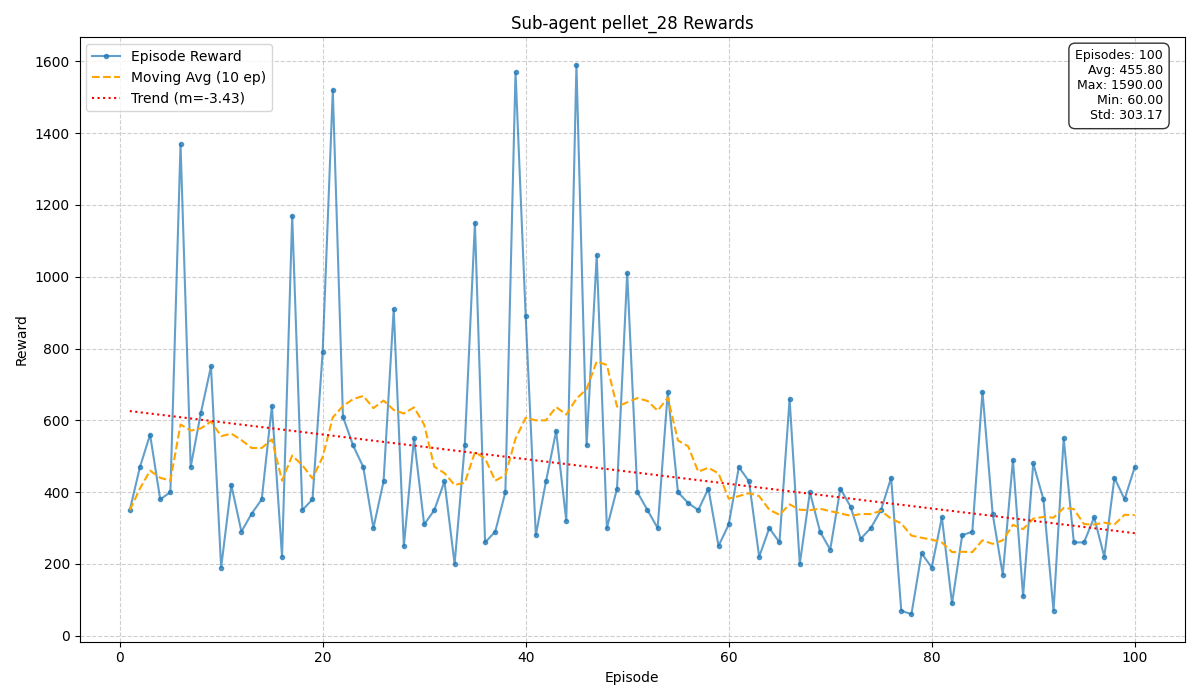 Sub-agent pellet_28 Rewards
Episode Reward
Moving Avg (10 ep)
Trend (m=-3.43)
Episodes: 100
Avg: 455.80
Max: 1590.00
Min: 60.00
Std: 303.17
Reward
1600
1400
1200
1000
800
600
400
200
0
0 20 40 60 80 100
Episode